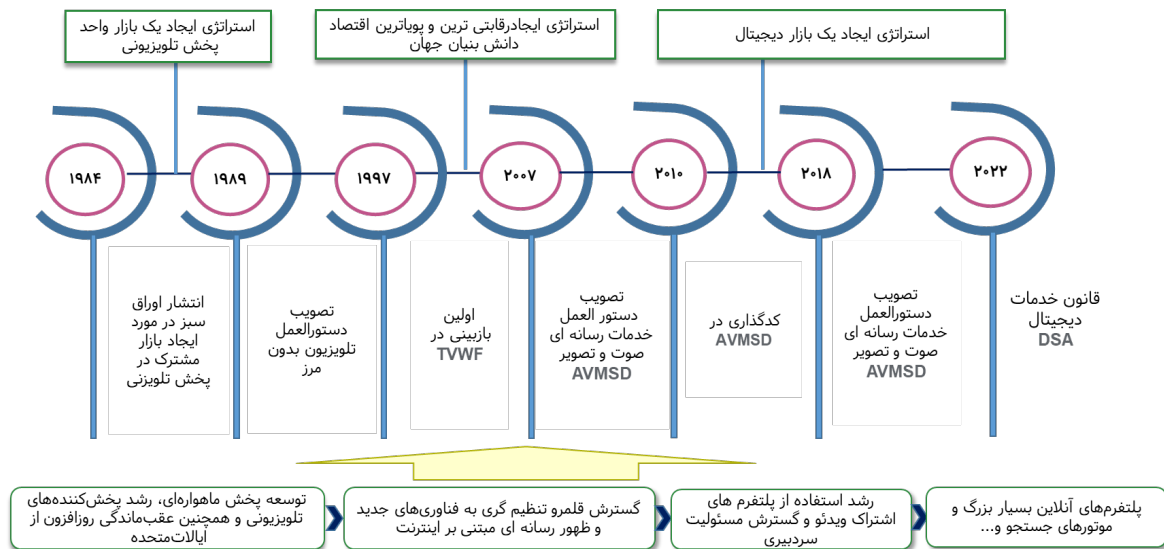 استراتژی ایجاد یک بازار واحد
پخش تلویزیونی
استراتژی ایجادرقابتی ترین و پویاترین اقتصاد
دانش بنیان جهان
استراتژی ایجاد یک بازار دیجیتال
۱۹۸۴
۱۹۸۹
۱۹۹۷
۲۰۰۷
۲۰۱۰
۲۰۱۸
۲۰۲۲
انتشار اوراق
سبز در مورد
ایجاد بازار
مشترک در
پخش تلویزنی
تصویب
دستورالعمل
تلویزیون بدون
مرز
اولین
بازبینی در
TVWF
تصویب
دستور العمل
خدمات رسانه ای
صوت و تصویر
AVMSD
کدگذاری در
AVMSD
تصویب
دستورالعمل
خدمات رسانه ای
صوت و تصویر
AVMSD
قانون خدمات
دیجیتال
DSA
توسعه پخش ماهواره‌ای، رشد پخش‌کننده‌های
تلویزیونی و همچنین عقب‌ماندگی روزافزون از
ایالات‌متحده
گسترش قلمرو تنظیم گری به فناوری‌های جدید
و ظهور رسانه ای مبتنی بر اینترنت
رشد استفاده از پلتفرم های
اشتراک ویدئو و گسترش مسئولیت
سردبیری
پلتفرم‌های آنلاین بسیار بزرگ و
موتورهای جستجو و...